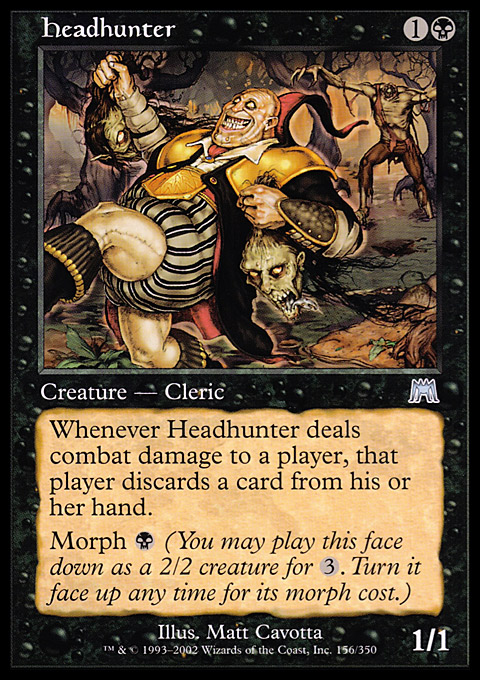 Headhunter 1
Creature — Cleric
Whenever Headhunter deals
combat damage to a player, that
player discards a card from his or
her hand.
Morph (You may play this face
down as a 2/2 creature for 3. Turn it
face up any time for its morph cost.)
Illus. Matt Cavotta
™ & © 1993-2002 Wizards of the Coast, Inc. 156/350
1/1